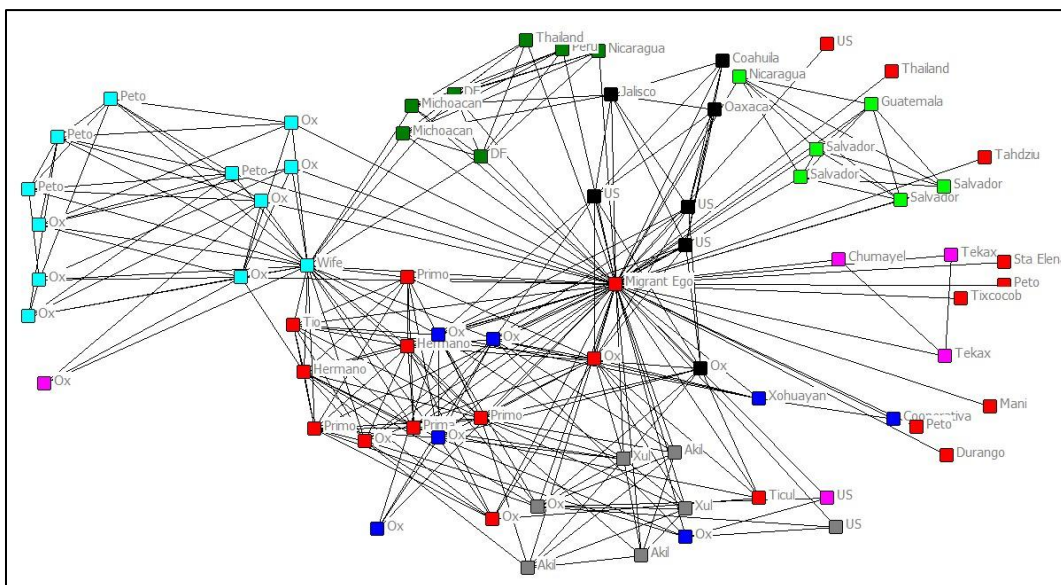 Thailand
Peru
Nicaragua
US
Coahuila
Nicaragua
Thailand
DF
Jalisco
Peto
Michoacan
Oaxaca
Guatemala
Ox
Peto
Michoacan
Salvador
DF
Tahdziu
Ox
Peto
Salvador
Salvador
Peto
US
Ox
Salvador
US
Ox
US
Chumayel
Tekax
Wife
Sta Elena
Ox
Ox
Primo
Migrant Ego
Peto
Tixcocob
Ox
Tio
Ox
Ox
Hermano
Ox
Tekax
Hermano
Ox
Ox
Xohuayan
Mani
Primo
Cooperativa
Primo
Prima
Peto
Ox
Ox
Akil
Durango
Xul
Ticul
US
Ox
Xul
Ox
US
Ox
Ox
Akil
Akil